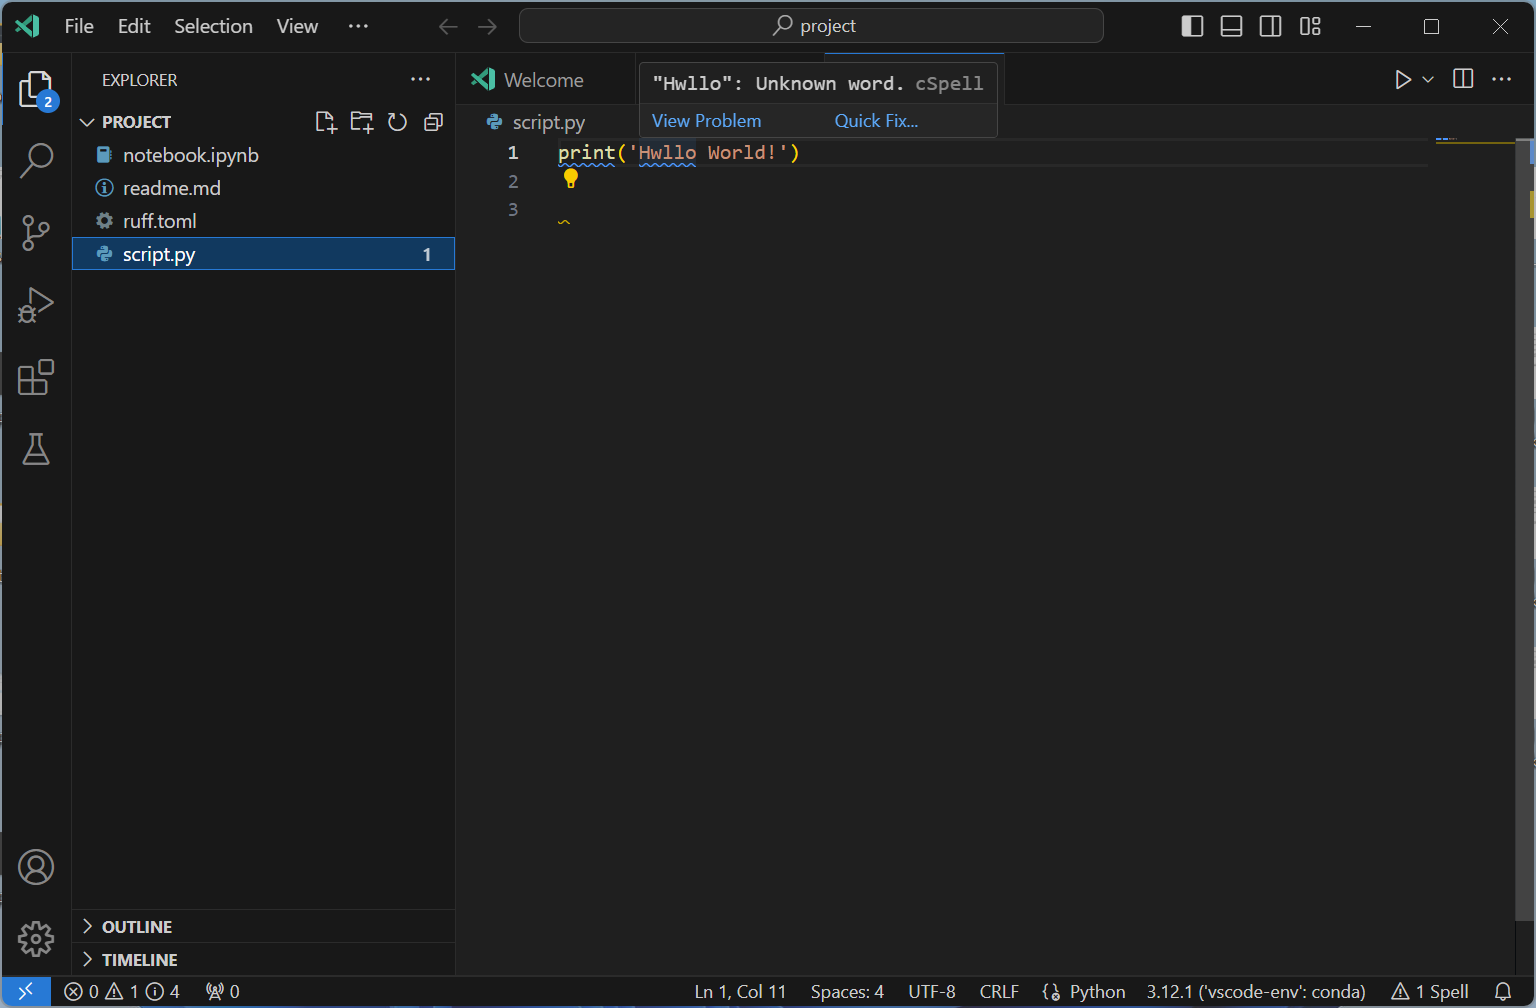 File Edit Selection View ··· project
EXPLORER ···
Welcome
"Hwllo": Unknown word. cSpell
View Problem Quick Fix...
PROJECT
script.py
notebook.ipynb
readme.md
ruff.toml
script.py 1
2
1 print('Hwllo World!')
2
3
OUTLINE
TIMELINE
0 1 4 0 Ln 1, Col 11 Spaces: 4 UTF-8 CRLF Python 3.12.1 ('vscode-env': conda) 1 Spell